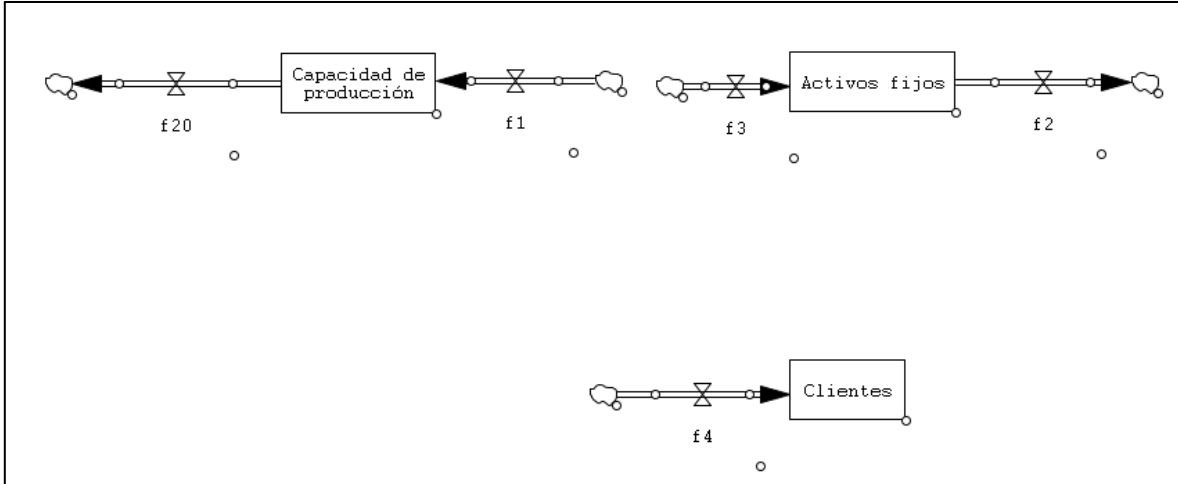 Capacidad de
producción
Activos fijos
f20
f1
f3
f2
Clientes
f4